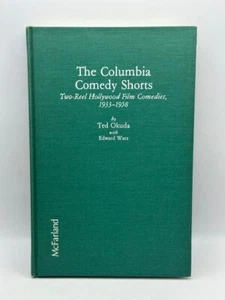 The Columbia
Comedy Shorts
Two-Reel Hollywood Film Comedies,
1933-1958
by
Ted Okuda
with
Edward Watz
McFarland